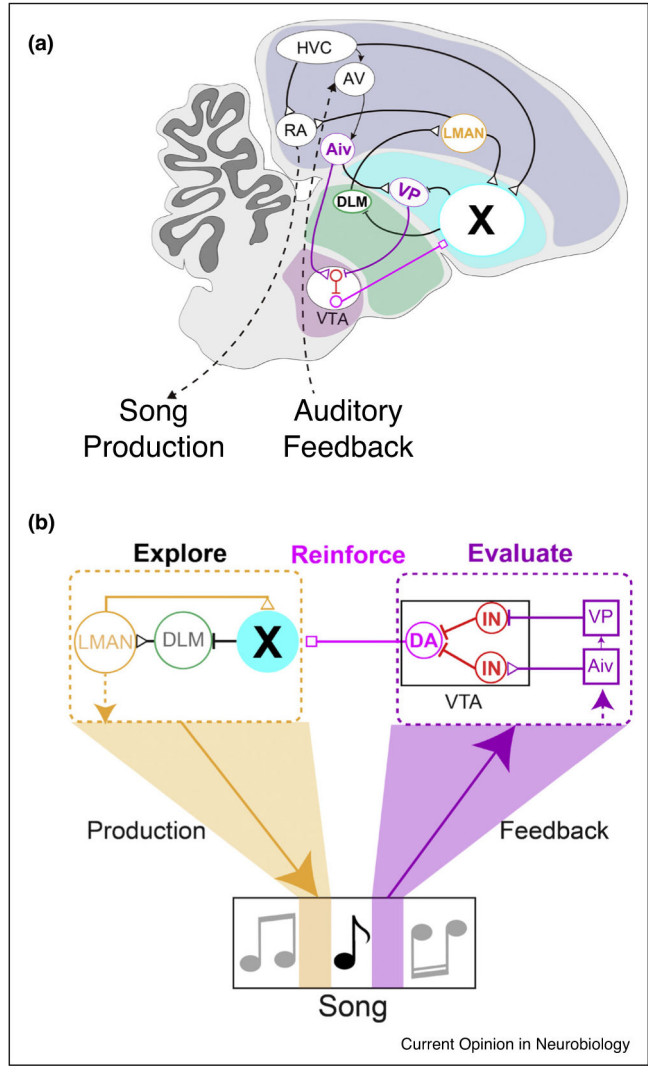 (a)
HVC
AV
RA
LMAN
Aiv
DLM
VP
X
VTA
Song
Production
Auditory
Feedback
(b)
Explore
Reinforce
Evaluate
LMAN
DLM
X
DA
IN
IN
VP
Aiv
VTA
Production
Feedback
Song
Current Opinion in Neurobiology